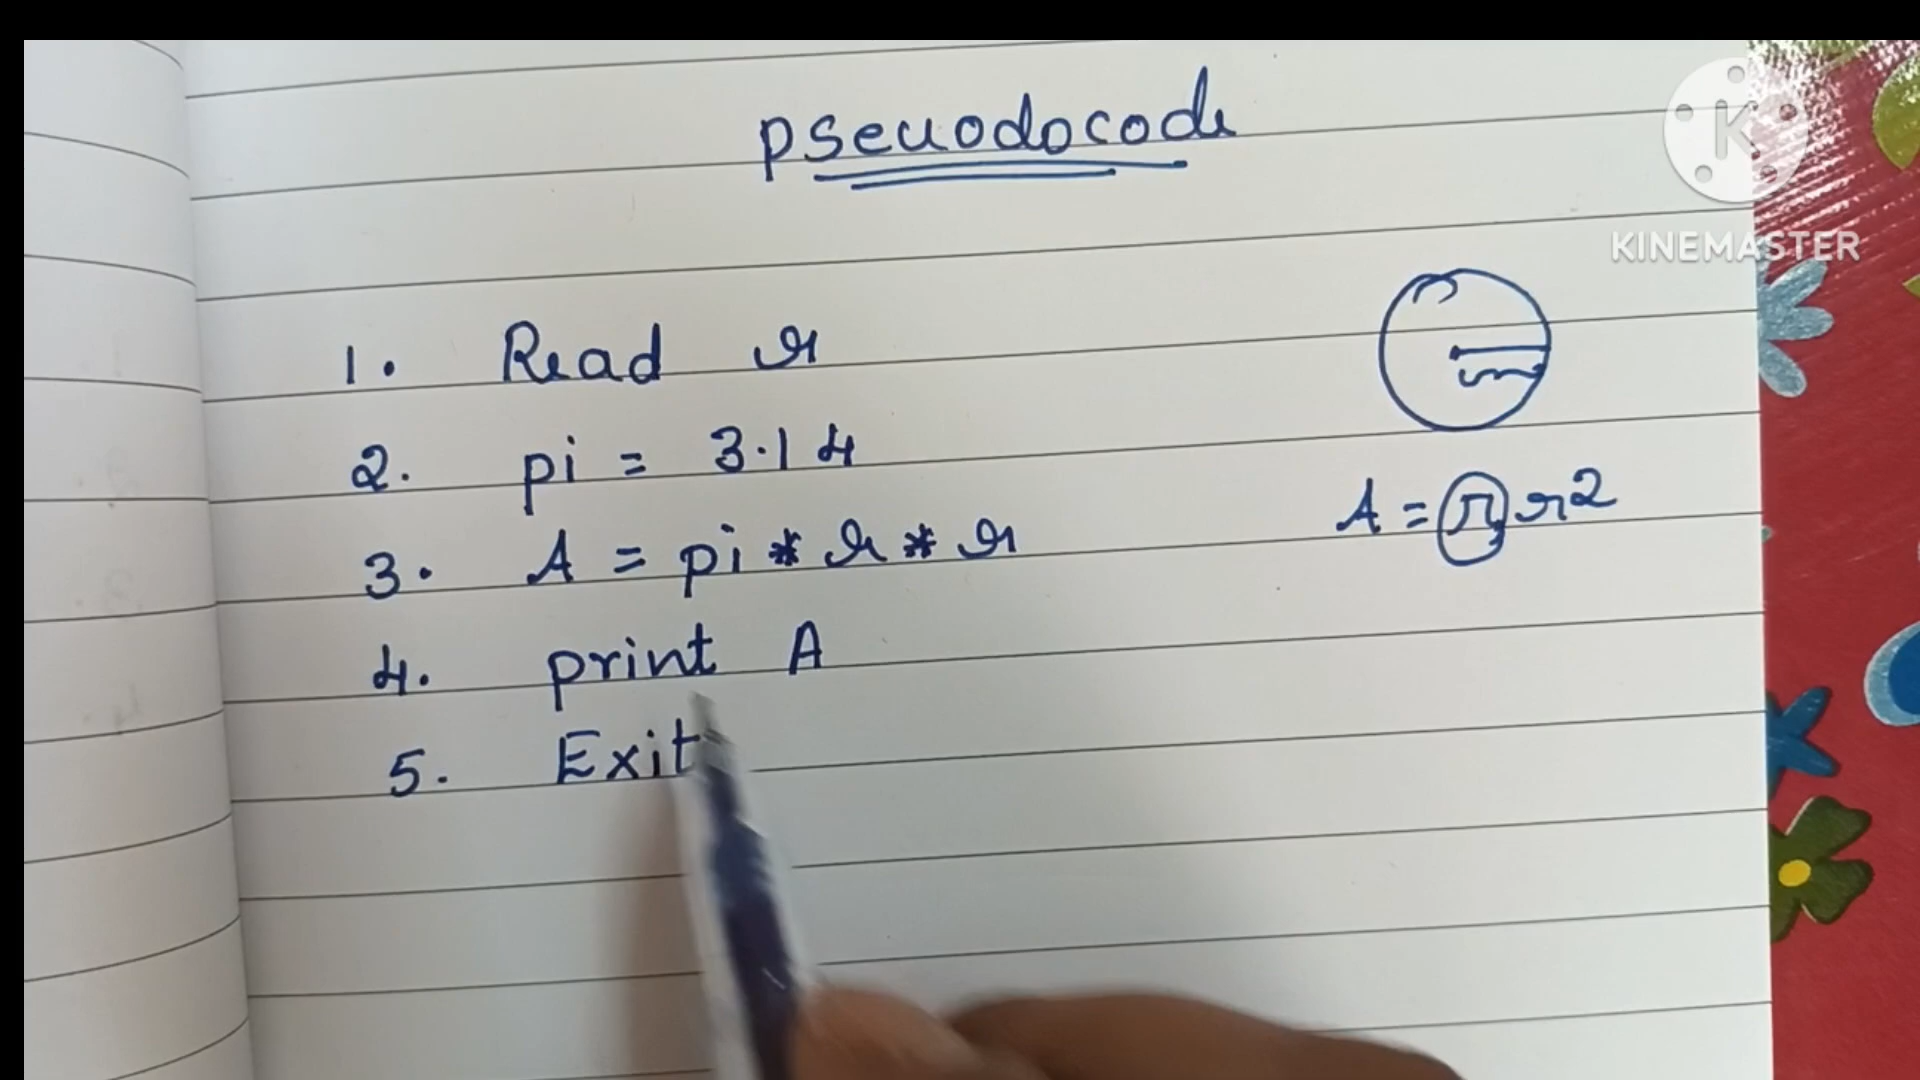 pseuodocode
1. Read r
2. pi = 3.14
3. A = pi * r * r
4. print A
5. Exit
A = π r2
KINEMASTER